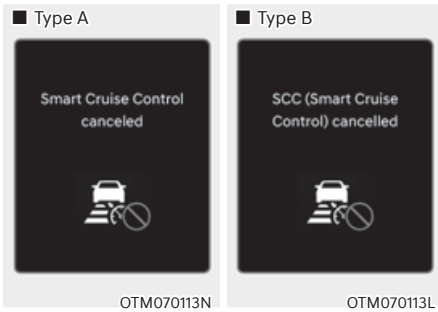 ■ Type A
Smart Cruise Control
canceled
OTM070113N
■ Type B
SCC (Smart Cruise
Control) cancelled
OTM070113L